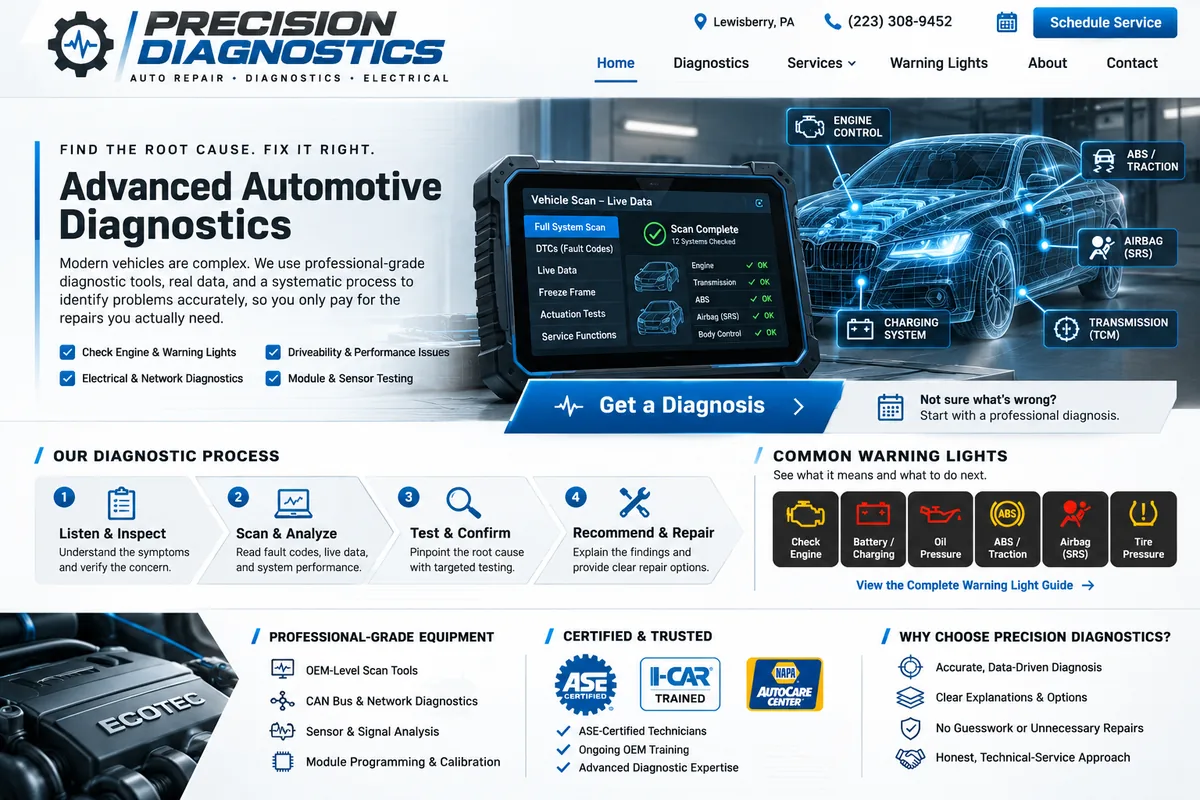 PRECISION
DIAGNOSTICS
AUTO REPAIR • DIAGNOSTICS • ELECTRICAL
Lewisberry, PA
(223) 308-9452
Schedule Service
Home
Diagnostics
Services
Warning Lights
About
Contact
FIND THE ROOT CAUSE. FIX IT RIGHT.
Advanced Automotive
Diagnostics
Modern vehicles are complex. We use professional-grade
diagnostic tools, real data, and a systematic process to
identify problems accurately, so you only pay for the
repairs you actually need.
Check Engine & Warning Lights
Driveability & Performance Issues
Electrical & Network Diagnostics
Module & Sensor Testing
Vehicle Scan – Live Data
Full System Scan
DTCs (Fault Codes)
Live Data
Freeze Frame
Actuation Tests
Service Functions
Scan Complete
12 Systems Checked
Engine OK
Transmission OK
ABS OK
Airbag (SRS) OK
Body Control OK
ENGINE
CONTROL
ABS /
TRACTION
AIRBAG
(SRS)
CHARGING
SYSTEM
TRANSMISSION
(TCM)
Get a Diagnosis
Not sure what's wrong?
Start with a professional diagnosis.
OUR DIAGNOSTIC PROCESS
1
Listen & Inspect
Understand the symptoms
and verify the concern.
2
Scan & Analyze
Read fault codes, live data,
and system performance.
3
Test & Confirm
Pinpoint the root cause
with targeted testing.
4
Recommend & Repair
Explain the findings and
provide clear repair options.
COMMON WARNING LIGHTS
See what it means and what to do next.
Check
Engine
Battery /
Charging
Oil
Pressure
ABS
ABS /
Traction
Airbag
(SRS)
Tire
Pressure
View the Complete Warning Light Guide
ECOTEC
PROFESSIONAL-GRADE EQUIPMENT
OEM-Level Scan Tools
CAN Bus & Network Diagnostics
Sensor & Signal Analysis
Module Programming & Calibration
CERTIFIED & TRUSTED
ASE
CERTIFIED
I-CAR
TRAINED
NAPA
AUTOCARE
CENTER
ASE-Certified Technicians
Ongoing OEM Training
Advanced Diagnostic Expertise
WHY CHOOSE PRECISION DIAGNOSTICS?
Accurate, Data-Driven Diagnosis
Clear Explanations & Options
No Guesswork or Unnecessary Repairs
Honest, Technical-Service Approach